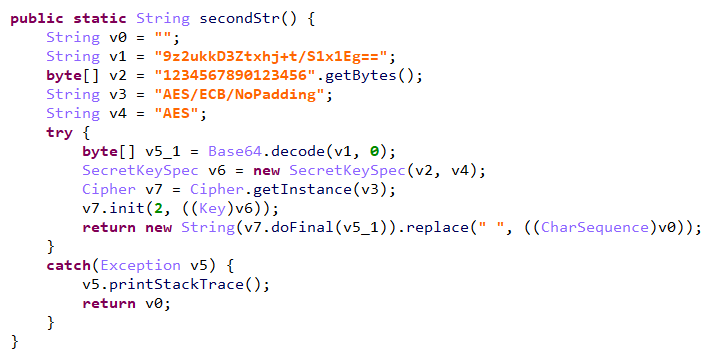 public static String secondStr() {
    String v0 = "";
    String v1 = "9z2ukkD3Ztxhj+t/S1x1Eg==";
    byte[] v2 = "1234567890123456".getBytes();
    String v3 = "AES/ECB/NoPadding";
    String v4 = "AES";
    try {
        byte[] v5_1 = Base64.decode(v1, 0);
        SecretKeySpec v6 = new SecretKeySpec(v2, v4);
        Cipher v7 = Cipher.getInstance(v3);
        v7.init(2, ((Key)v6));
        return new String(v7.doFinal(v5_1)).replace(" ", ((CharSequence)v0));
    }
    catch(Exception v5) {
        v5.printStackTrace();
        return v0;
    }
}